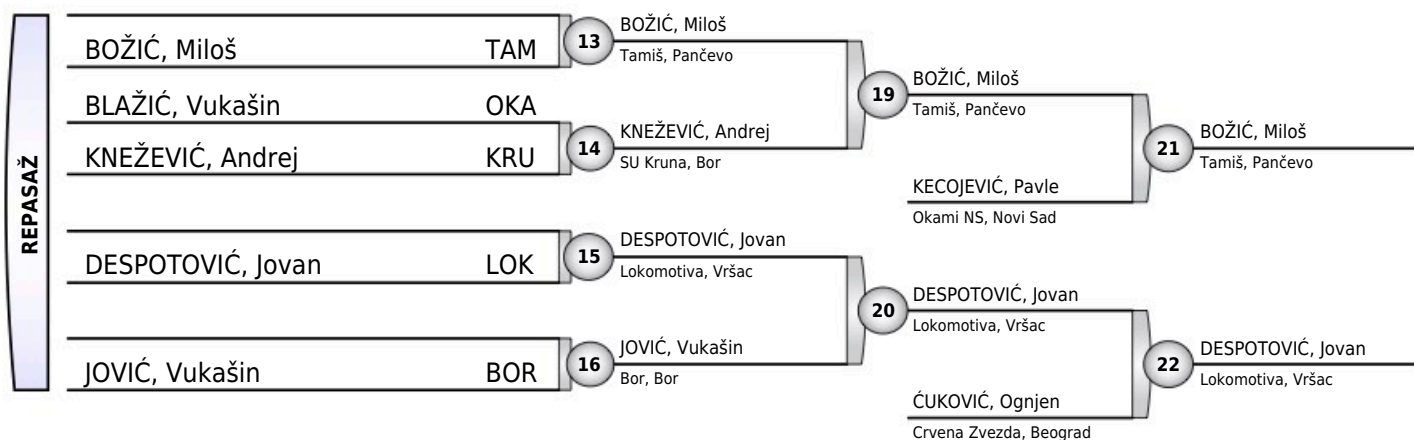 REPASAŽ
BOŽIĆ, Miloš TAM
BLAŽIĆ, Vukašin OKA
KNEŽEVIĆ, Andrej KRU
DESPOTOVIĆ, Jovan LOK
JOVIĆ, Vukašin BOR
13
BOŽIĆ, Miloš
Tamiš, Pančevo
14
KNEŽEVIĆ, Andrej
SU Kruna, Bor
15
DESPOTOVIĆ, Jovan
Lokomotiva, Vršac
16
JOVIĆ, Vukašin
Bor, Bor
19
BOŽIĆ, Miloš
Tamiš, Pančevo
KECOJEVIĆ, Pavle
Okami NS, Novi Sad
20
DESPOTOVIĆ, Jovan
Lokomotiva, Vršac
ĆUKOVIĆ, Ognjen
Crvena Zvezda, Beograd
21
BOŽIĆ, Miloš
Tamiš, Pančevo
22
DESPOTOVIĆ, Jovan
Lokomotiva, Vršac